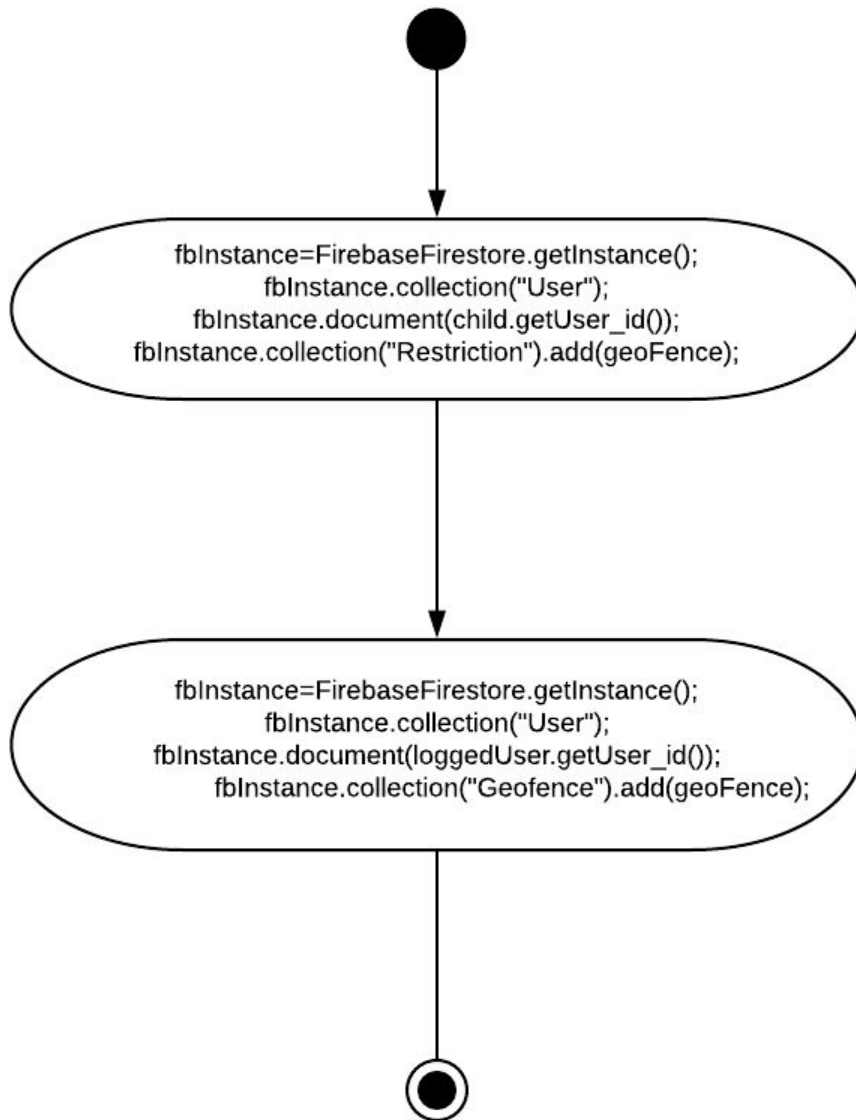 fbInstance=FirebaseFirestore.getInstance();
fbInstance.collection("User");
fbInstance.document(child.getUser_id());
fbInstance.collection("Restriction").add(geoFence);
fbInstance=FirebaseFirestore.getInstance();
fbInstance.collection("User");
fbInstance.document(loggedUser.getUser_id());
fbInstance.collection("Geofence").add(geoFence);